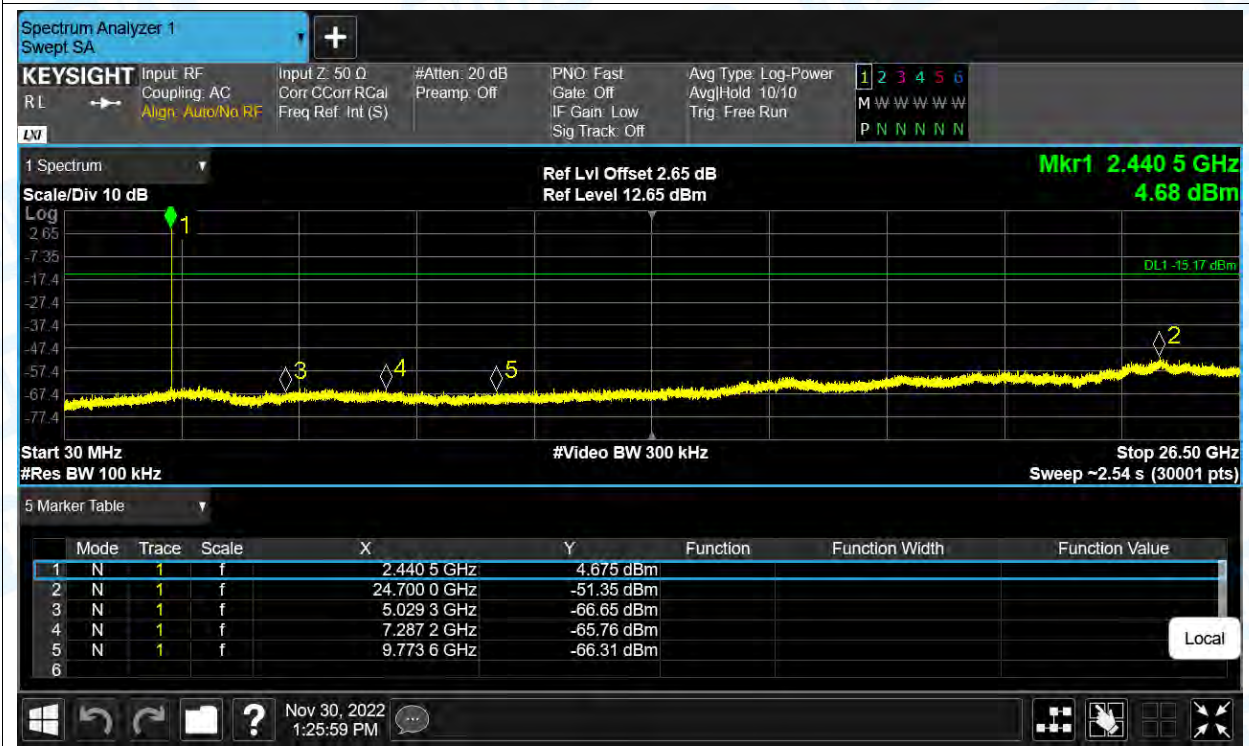 Spectrum Analyzer 1
Swept SA
+
KEYSIGHT Input: RF Input Z: 50 Ω #Atten: 20 dB PNO: Fast Avg Type: Log-Power 1 2 3 4 5 6
R L Coupling: AC Corr CCorr RCal Preamp: Off Gate: Off Avg|Hold: 10/10 M W W W W W
Align: Auto/No RF Freq Ref: Int (S) IF Gain: Low Trig: Free Run
LXI Sig Track: Off P N N N N N
1 Spectrum
Ref Lvl Offset 2.65 dB Mkr1 2.440 5 GHz
Scale/Div 10 dB Ref Level 12.65 dBm 4.68 dBm
Log
1
2.65
-7.35
DL1 -15.17 dBm
-17.4
-27.4
-37.4
2
-47.4
-57.4
3 4 5
-67.4
-77.4
Start 30 MHz #Video BW 300 kHz Stop 26.50 GHz
#Res BW 100 kHz Sweep ~2.54 s (30001 pts)
5 Marker Table
Mode Trace Scale X Y Function Function Width Function Value
1 N 1 f 2.440 5 GHz 4.675 dBm
2 N 1 f 24.700 0 GHz -51.35 dBm
3 N 1 f 5.029 3 GHz -66.65 dBm
4 N 1 f 7.287 2 GHz -65.76 dBm
5 N 1 f 9.773 6 GHz -66.31 dBm
6
Local
? Nov 30, 2022
1:25:59 PM